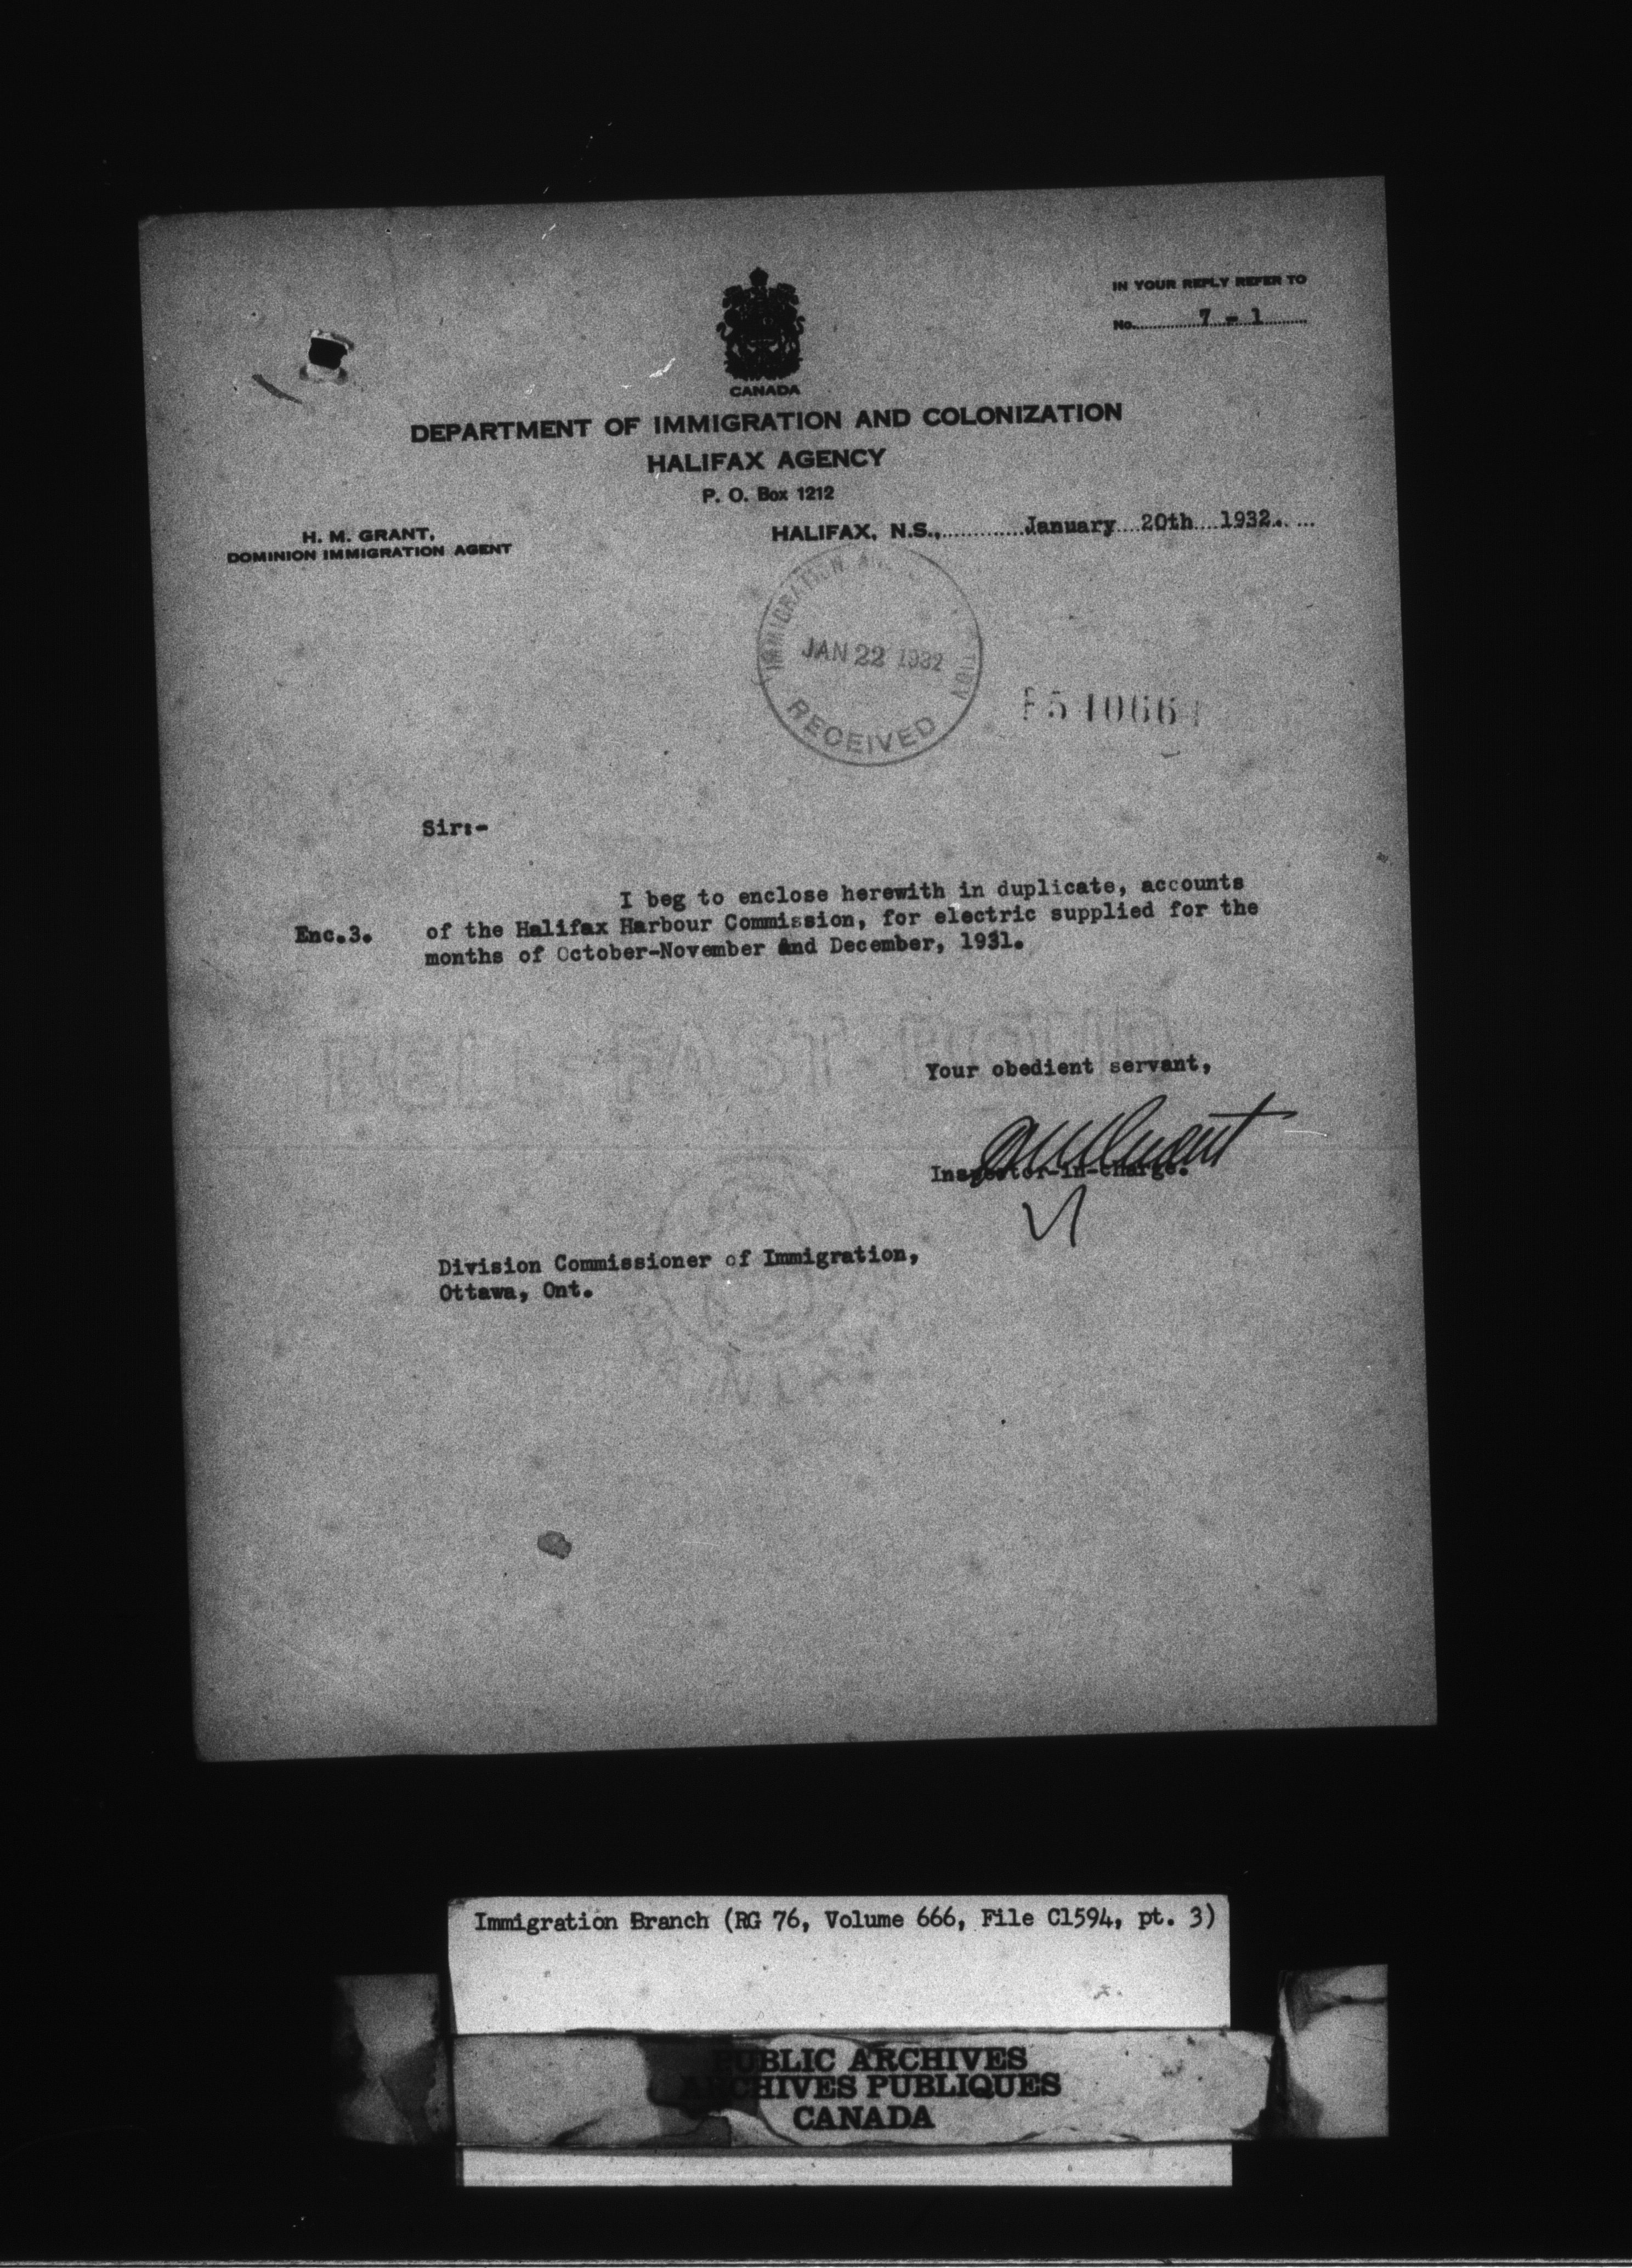 IN YOUR REPLY REFER TO
No. 7 - 1
CANADA
DEPARTMENT OF IMMIGRATION AND COLONIZATION
HALIFAX AGENCY
P. O. Box 1212
H. M. GRANT,
DOMINION IMMIGRATION AGENT
HALIFAX, N.S., January 20th 1932.
IMMIGRATION
JAN 22 1932
RECEIVED
Sir:-
I beg to enclose herewith in duplicate, accounts
Enc.3. of the Halifax Harbour Commission, for electric supplied for the
months of October-November and December, 1931.
Your obedient servant,
Inspector-in-charge.
Division Commissioner of Immigration,
Ottawa, Ont.
Immigration Branch (RG 76, Volume 666, File C1594, pt. 3)
PUBLIC ARCHIVES
ARCHIVES PUBLIQUES
CANADA